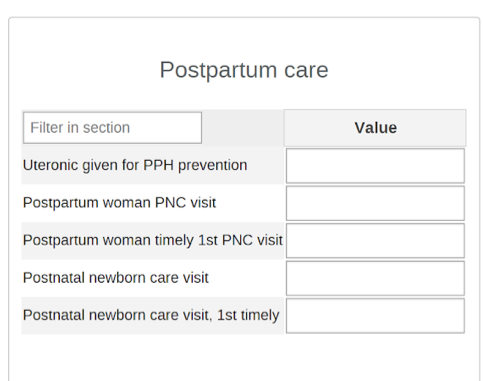 Postpartum care
Filter in section
Value
Uteronic given for PPH prevention
Postpartum woman PNC visit
Postpartum woman timely 1st PNC visit
Postnatal newborn care visit
Postnatal newborn care visit, 1st timely